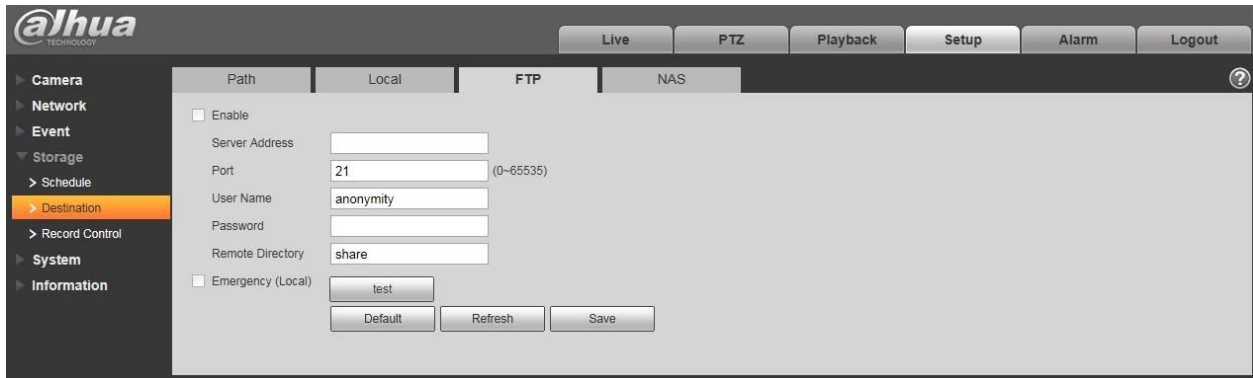 alhua
TECHNOLOGY
Live PTZ Playback Setup Alarm Logout
Camera
Network
Event
Storage
> Schedule
> Destination
> Record Control
System
Information
Path Local FTP NAS ?
Enable
Server Address
Port 21 (0~65535)
User Name anonymity
Password
Remote Directory share
Emergency (Local) test
Default Refresh Save